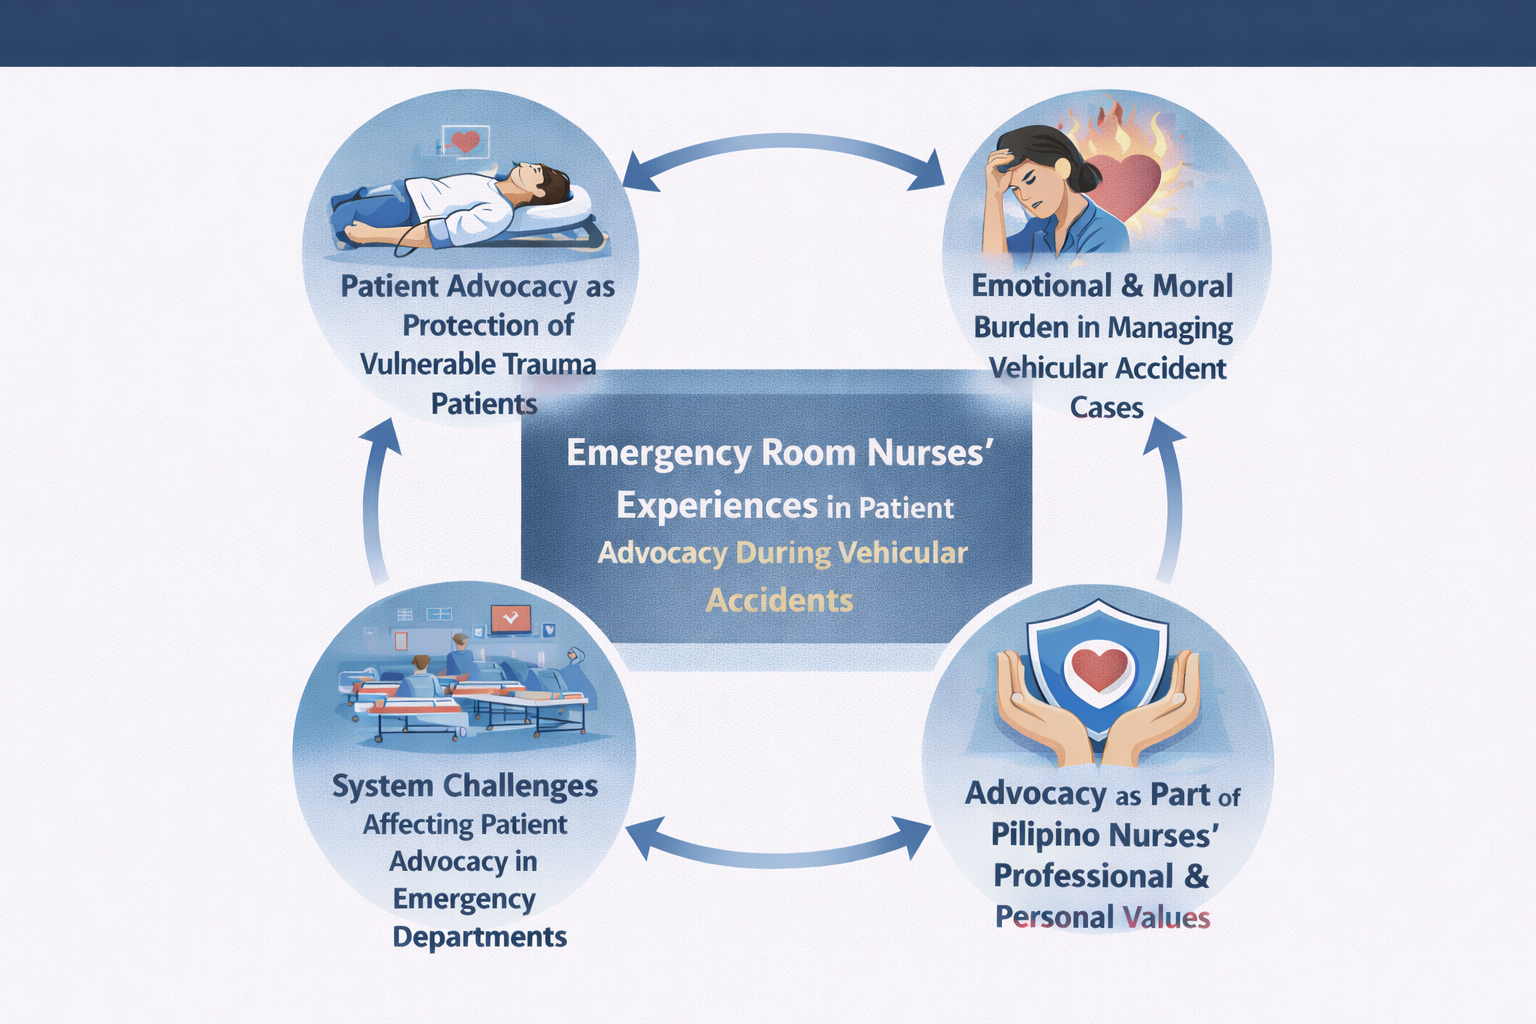 Patient Advocacy as
Protection of
Vulnerable Trauma
Patients
Emotional & Moral
Burden in Managing
Vehicular Accident
Cases
Emergency Room Nurses’
Experiences in Patient
Advocacy During Vehicular
Accidents
System Challenges
Affecting Patient
Advocacy in
Emergency
Departments
Advocacy as Part of
Pilipino Nurses’
Professional &
Personal Values